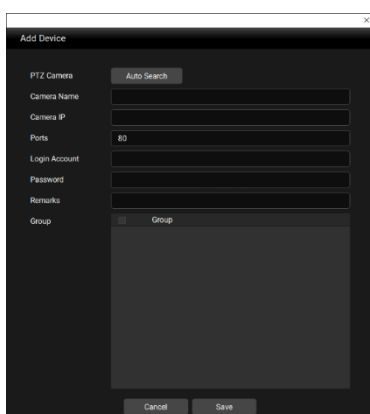 Add Device
PTZ Camera Auto Search
Camera Name
Camera IP
Ports 80
Login Account
Password
Remarks
Group Group
Cancel Save